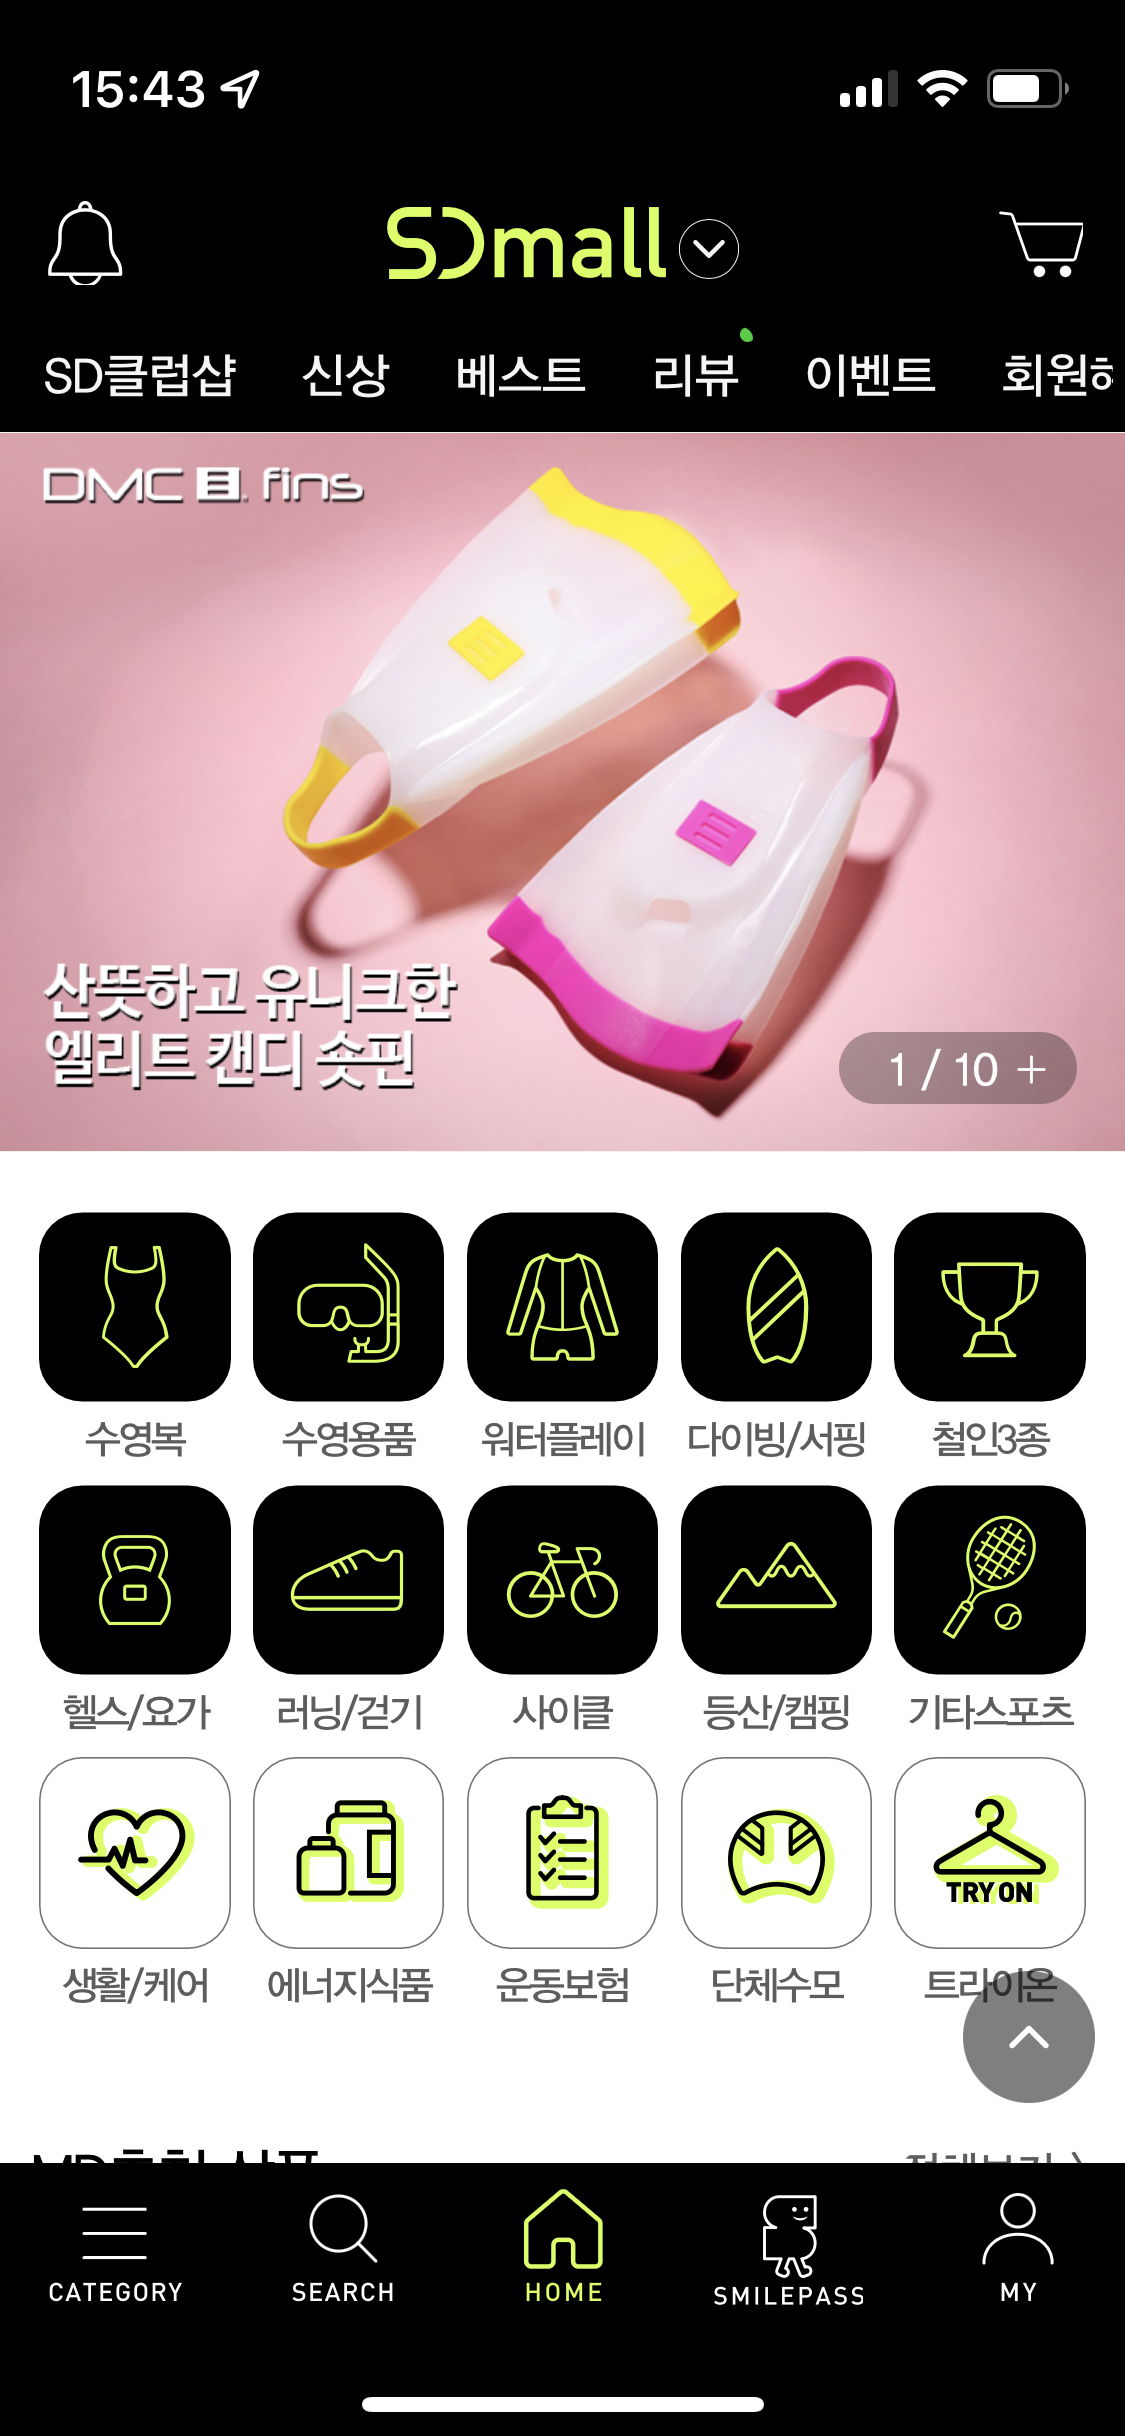 15:43
SDmall
SD클럽샵 신상 베스트 리뷰 이벤트 회원
DMC fins
산뜻하고 유니크한
엘리트 캔디 숏핀
1 / 10 +
수영복 수영용품 워터플레이 다이빙/서핑 철인3종
헬스/요가 러닝/걷기 사이클 등산/캠핑 기타스포츠
TRY ON
생활/케어 에너지식품 운동보험 단체수모 트라이온
CATEGORY SEARCH HOME SMILEPASS MY